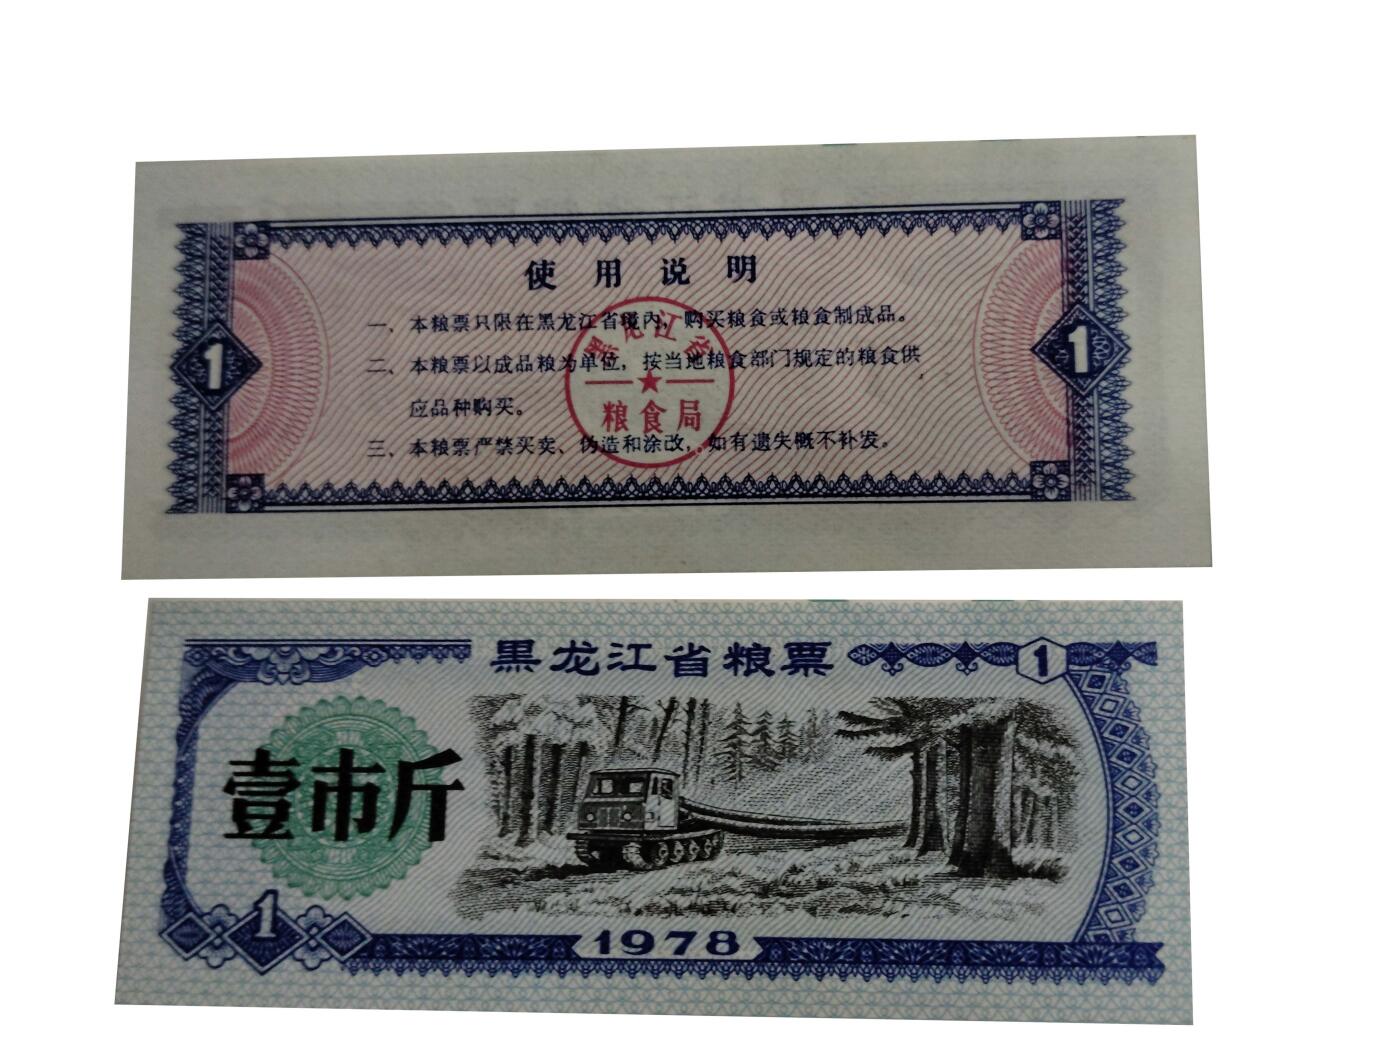 使用说明
一、本粮票只限在黑龙江省境内，购买粮食或粮食制成品。
二、本粮票以成品粮为单位，按当地粮食部门规定的粮食供
应品种购买。
三、本粮票严禁买卖、伪造和涂改，如有遗失概不补发。
黑龙江省
粮食局
1
1
黑龙江省粮票
1
壹市斤
1
1978